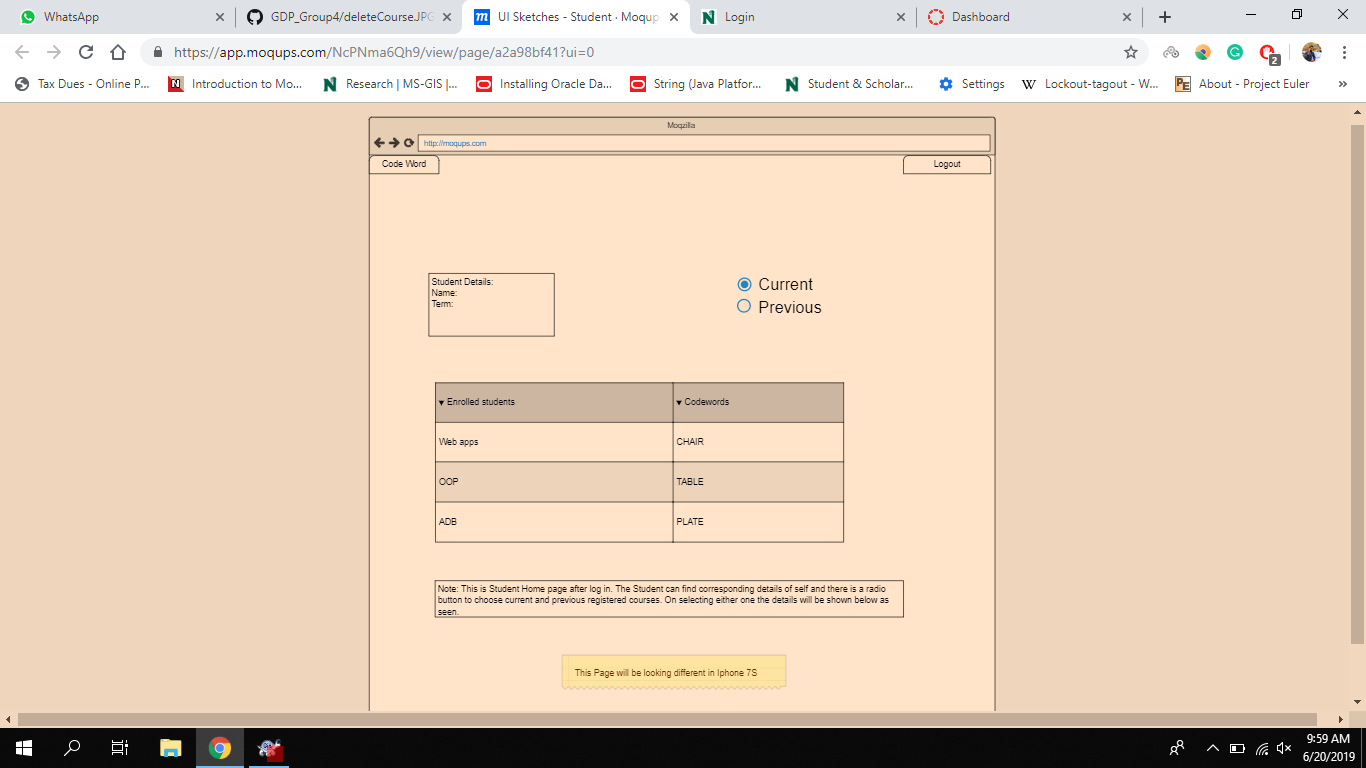 WhatsApp
GDP_Group4/deleteCourse.JPG
UI Sketches - Student · Moqups
Login
Dashboard
https://app.moqups.com/NcPNma6Qh9/view/page/a2a98bf41?ui=0
2
Tax Dues - Online P...
Introduction to Mo...
Research | MS-GIS |...
Installing Oracle Da...
String (Java Platfor...
Student & Scholar...
Settings
W Lockout-tagout - W...
PE About - Project Euler
»
Moqzilla
http://moqups.com
Code Word
Logout
Student Details:
Name:
Term:
Current
Previous
Enrolled students
Codewords
Web apps
CHAIR
OOP
TABLE
ADB
PLATE
Note: This is Student Home page after log in. The Student can find corresponding details of self and there is a radio
button to choose current and previous registered courses. On selecting either one the details will be shown below as
seen.
This Page will be looking different in Iphone 7S
9:59 AM
6/20/2019